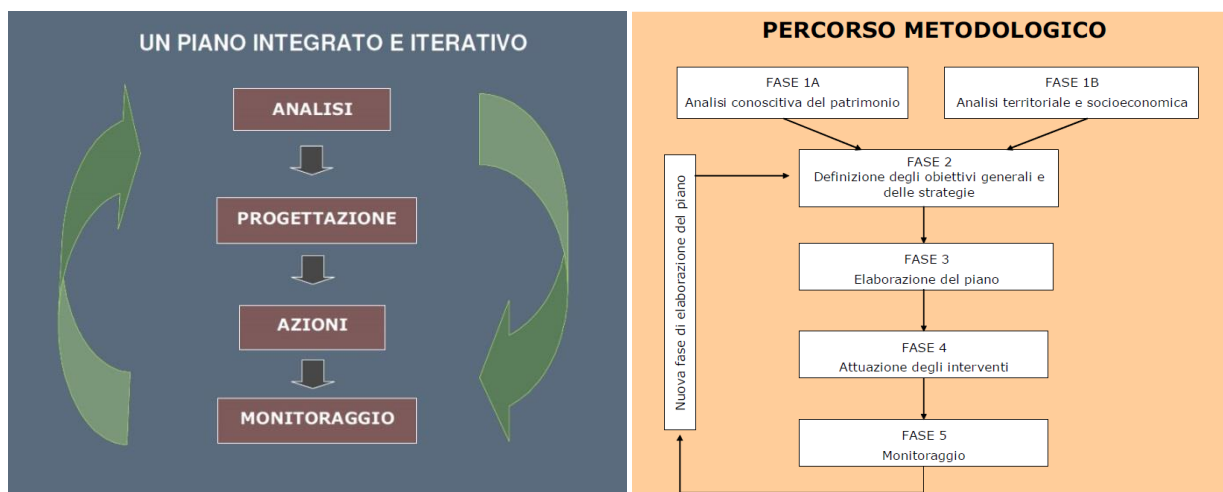 UN PIANO INTEGRATO E ITERATIVO
ANALISI
PROGETTAZIONE
AZIONI
MONITORAGGIO
PERCORSO METODOLOGICO
FASE 1A
Analisi conoscitiva del patrimonio
FASE 1B
Analisi territoriale e socioeconomica
FASE 2
Definizione degli obiettivi generali e
delle strategie
Nuova fase di elaborazione del piano
FASE 3
Elaborazione del piano
FASE 4
Attuazione degli interventi
FASE 5
Monitoraggio